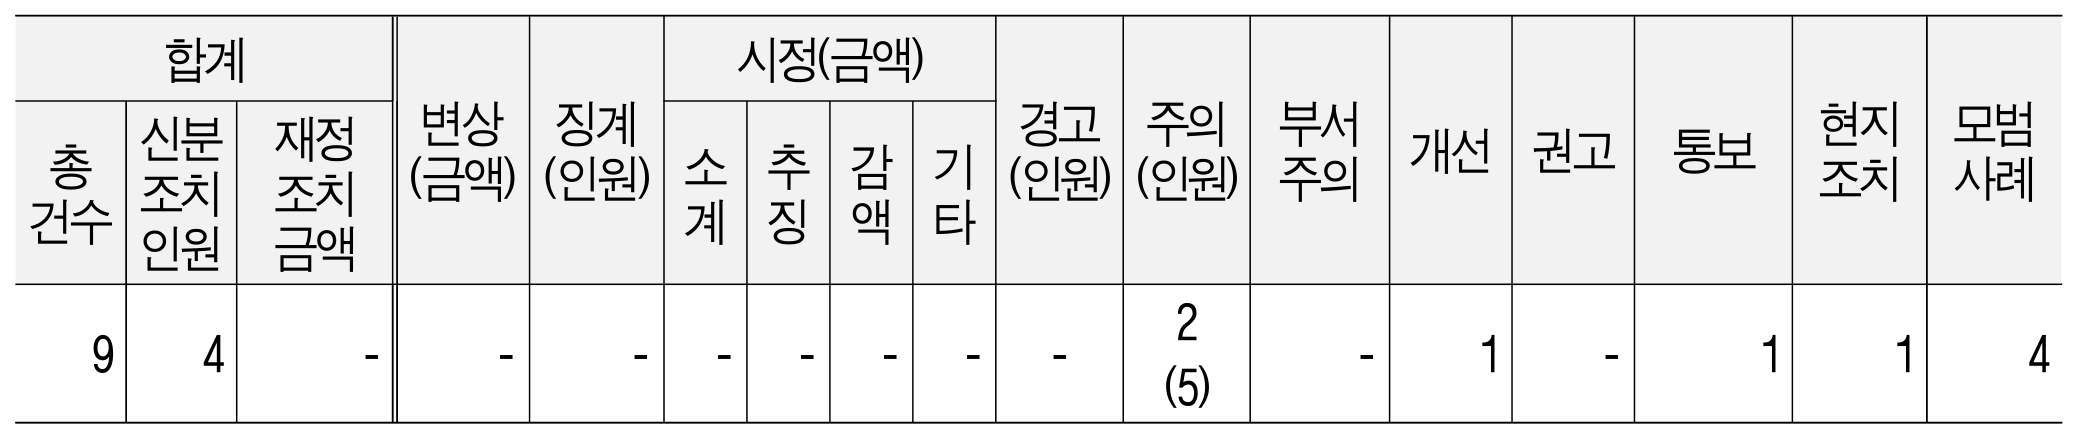 합계
총
건수
신분
조치
인원
재정
조치
금액
변상
(금액)
징계
(인원)
시정(금액)
소
계
추
징
감
액
기
타
경고
(인원)
주의
(인원)
부서
주의
개선
권고
통보
현지
조치
모범
사례
9
4
-
-
-
-
-
-
-
-
2
(5)
-
1
-
1
1
4